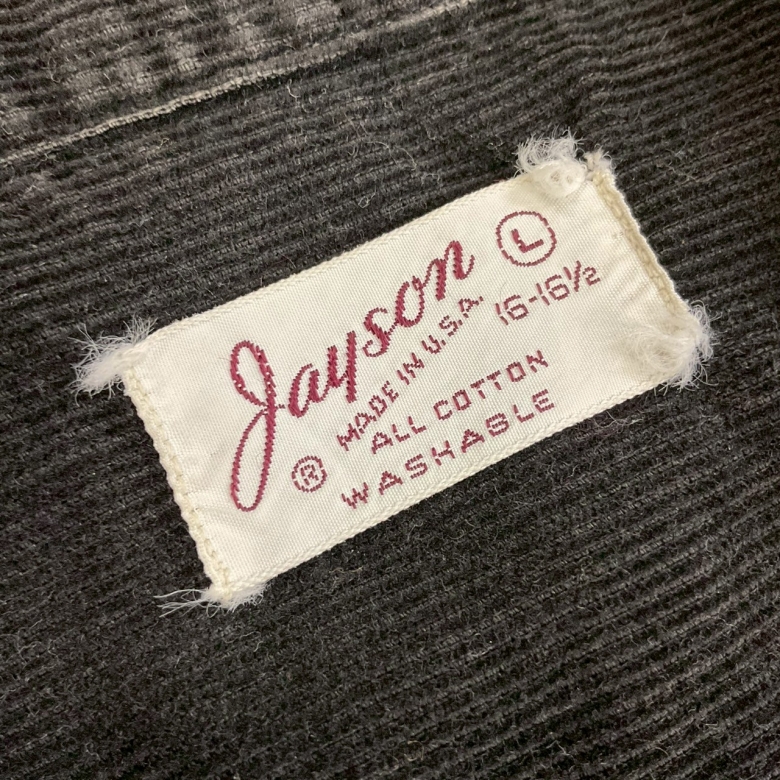 Jayson L
MADE IN U.S.A. 16-16½
ALL COTTON
® WASHABLE